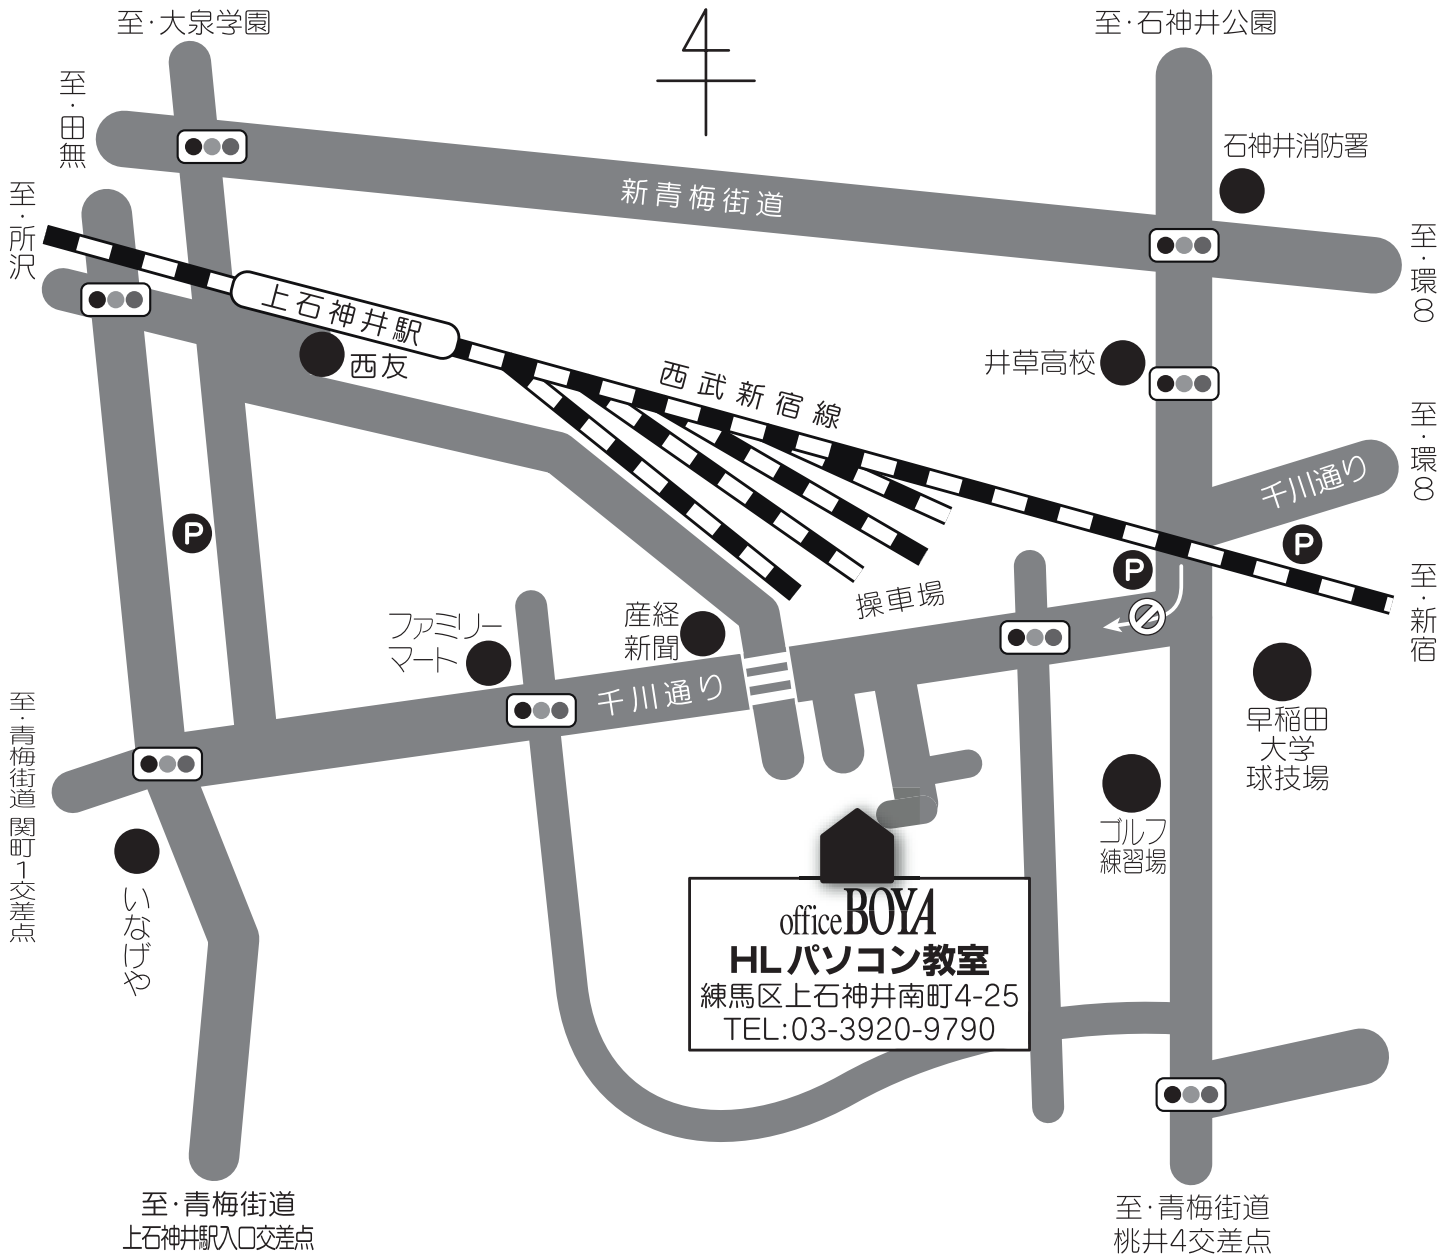 至・大泉学園
至・石神井公園
至・田無
石神井消防署
新青梅街道
至・所沢
至・環8
上石神井駅
西友
西武新宿線
井草高校
至・環8
千川通り
P
P
P
至・新宿
操車場
産経
新聞
ファミリー
マート
千川通り
早稲田
大学
球技場
至・青梅街道 関町1交差点
ゴルフ
練習場
いなげや
office BOYA
HLパソコン教室
練馬区上石神井南町4-25
TEL:03-3920-9790
至・青梅街道
上石神井駅入口交差点
至・青梅街道
桃井4交差点